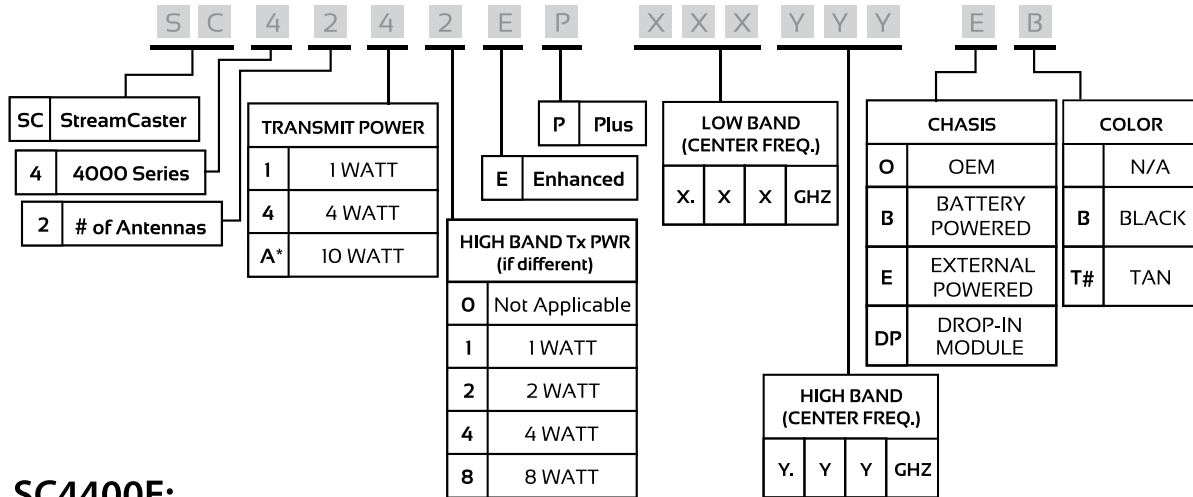 S C 4 2 4 2 E P X X X Y Y Y E B
SC StreamCaster
4 4000 Series
2 # of Antennas
TRANSMIT POWER
1 1 WATT
4 4 WATT
A* 10 WATT
HIGH BAND Tx PWR
(if different)
0 Not Applicable
1 1 WATT
2 2 WATT
4 4 WATT
8 8 WATT
E Enhanced
P Plus
LOW BAND
(CENTER FREQ.)
X. X X GHZ
HIGH BAND
(CENTER FREQ.)
Y. Y Y GHZ
CHASIS
O OEM
B BATTERY
POWERED
E EXTERNAL
POWERED
DP DROP-IN
MODULE
COLOR
N/A
B BLACK
T# TAN
SC4400E: